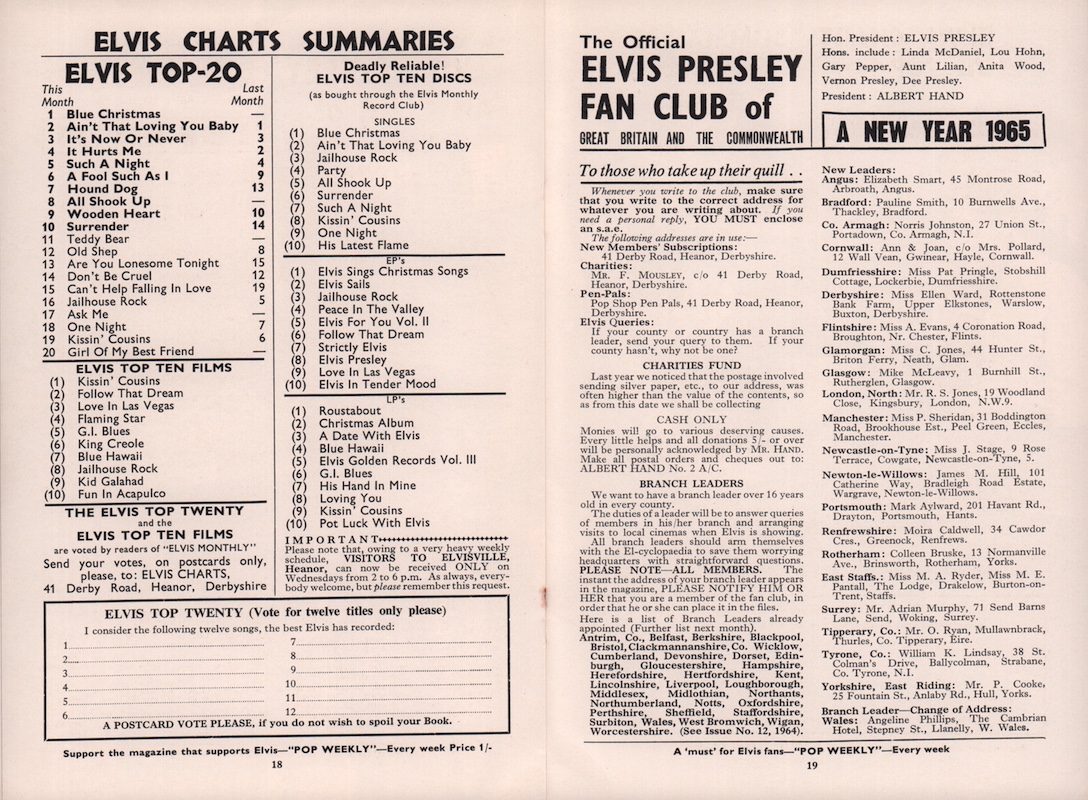 ELVIS CHARTS SUMMARIES
ELVIS TOP-20
This Last
Month Month
1 Blue Christmas —
2 Ain't That Loving You Baby 1
3 It's Now Or Never 3
4 It Hurts Me 2
5 Such A Night 4
6 A Fool Such As I 9
7 Hound Dog 13
8 All Shook Up —
9 Wooden Heart 10
10 Surrender 14
11 Teddy Bear —
12 Old Shep 8
13 Are You Lonesome Tonight 15
14 Don't Be Cruel 12
15 Can't Help Falling In Love 19
16 Jailhouse Rock 5
17 Ask Me —
18 One Night 7
19 Kissin' Cousins 6
20 Girl Of My Best Friend —
ELVIS TOP TEN FILMS
(1) Kissin' Cousins
(2) Follow That Dream
(3) Love In Las Vegas
(4) Flaming Star
(5) G.I. Blues
(6) King Creole
(7) Blue Hawaii
(8) Jailhouse Rock
(9) Kid Galahad
(10) Fun In Acapulco
THE ELVIS TOP TWENTY
and the
ELVIS TOP TEN FILMS
are voted by readers of "ELVIS MONTHLY"
Send your votes, on postcards only,
please, to: ELVIS CHARTS,
41 Derby Road, Heanor, Derbyshire
Deadly Reliable!
ELVIS TOP TEN DISCS
(as bought through the Elvis Monthly
Record Club)
SINGLES
(1) Blue Christmas
(2) Ain't That Loving You Baby
(3) Jailhouse Rock
(4) Party
(5) All Shook Up
(6) Surrender
(7) Such A Night
(8) Kissin' Cousins
(9) One Night
(10) His Latest Flame
EP's
(1) Elvis Sings Christmas Songs
(2) Elvis Sails
(3) Jailhouse Rock
(4) Peace In The Valley
(5) Elvis For You Vol. II
(6) Follow That Dream
(7) Strictly Elvis
(8) Elvis Presley
(9) Love In Las Vegas
(10) Elvis In Tender Mood
LP's
(1) Roustabout
(2) Christmas Album
(3) A Date With Elvis
(4) Blue Hawaii
(5) Elvis Golden Records Vol. III
(6) G.I. Blues
(7) His Hand In Mine
(8) Loving You
(9) Kissin' Cousins
(10) Pot Luck With Elvis
IMPORTANT
Please note that, owing to a very heavy weekly
schedule, VISITORS TO ELVISVILLE,
Heanor, can now be received ONLY on
Wednesdays from 2 to 6 p.m. As always, every-
body welcome, but please remember this request.
ELVIS TOP TWENTY (Vote for twelve titles only please)
I consider the following twelve songs, the best Elvis has recorded:
1
2
3
4
5
6
7
8
9
10
11
12
A POSTCARD VOTE PLEASE, if you do not wish to spoil your Book.
Support the magazine that supports Elvis—"POP WEEKLY"—Every week Price 1/-
18
The Official
ELVIS PRESLEY
FAN CLUB of
GREAT BRITAIN AND THE COMMONWEALTH
Hon. President: ELVIS PRESLEY
Hons. include: Linda McDaniel, Lou Hohn,
Gary Pepper, Aunt Lilian, Anita Wood,
Vernon Presley, Dee Presley.
President: ALBERT HAND
A NEW YEAR 1965
To those who take up their quill . .
Whenever you write to the club, make sure
that you write to the correct address for
whatever you are writing about. If you
need a personal reply, YOU MUST enclose
an s.a.e.
The following addresses are in use:—
New Members' Subscriptions:
41 Derby Road, Heanor, Derbyshire.
Charities:
MR. F. MOUSLEY, c/o 41 Derby Road,
Heanor, Derbyshire.
Pen-Pals:
Pop Shop Pen Pals, 41 Derby Road, Heanor,
Derbyshire.
Elvis Queries:
If your county or country has a branch
leader, send your query to them. If your
county hasn't, why not be one?
CHARITIES FUND
Last year we noticed that the postage involved
sending silver paper, etc., to our address, was
often higher than the value of the contents, so
as from this date we shall be collecting
CASH ONLY
Monies will go to various deserving causes.
Every little helps and all donations 5/- or over
will be personally acknowledged by MR. HAND.
Make all postal orders and cheques out to:
ALBERT HAND No. 2 A/C.
BRANCH LEADERS
We want to have a branch leader over 16 years
old in every county.
The duties of a leader will be to answer queries
of members in his/her branch and arranging
visits to local cinemas when Elvis is showing.
All branch leaders should arm themselves
with the El-cyclopaedia to save them worrying
headquarters with straightforward questions.
PLEASE NOTE—ALL MEMBERS. The
instant the address of your branch leader appears
in the magazine, PLEASE NOTIFY HIM OR
HER that you are a member of the fan club, in
order that he or she can place it in the files.
Here is a list of Branch Leaders already
appointed (Further list next month).
Antrim, Co., Belfast, Berkshire, Blackpool,
Bristol, Clackmannanshire, Co. Wicklow,
Cumberland, Devonshire, Dorset, Edin-
burgh, Gloucestershire, Hampshire,
Herefordshire, Hertfordshire, Kent,
Lincolnshire, Liverpool, Loughborough,
Middlesex, Midlothian, Northants,
Northumberland, Notts, Oxfordshire,
Perthshire, Sheffield, Staffordshire,
Surbiton, Wales, West Bromwich, Wigan,
Worcestershire. (See Issue No. 12, 1964).
New Leaders:
Angus: Elizabeth Smart, 45 Montrose Road,
Arbroath, Angus.
Bradford: Pauline Smith, 10 Burnwells Ave.,
Thackley, Bradford.
Co. Armagh: Norris Johnston, 27 Union St.,
Portadown, Co. Armagh, N.I.
Cornwall: Ann & Joan, c/o Mrs. Pollard,
12 Wall Vean, Gwinear, Hayle, Cornwall.
Dumfriesshire: Miss Pat Pringle, Stobshill
Cottage, Lockerbie, Dumfriesshire.
Derbyshire: Miss Ellen Ward, Rottenstone
Bank Farm, Upper Elkstones, Warslow,
Buxton, Derbyshire.
Flintshire: Miss A. Evans, 4 Coronation Road,
Broughton, Nr. Chester, Flints.
Glamorgan: Miss C. Jones, 44 Hunter St.,
Briton Ferry, Neath, Glam.
Glasgow: Mike McLeavy, 1 Burnhill St.,
Rutherglen, Glasgow.
London, North: Mr. R. S. Jones, 19 Woodland
Close, Kingsbury, London, N.W.9.
Manchester: Miss P. Sheridan, 31 Boddington
Road, Brookhouse Est., Peel Green, Eccles,
Manchester.
Newcastle-on-Tyne: Miss J. Stage, 9 Rose
Terrace, Cowgate, Newcastle-on-Tyne, 5.
Newton-le-Willows: James M. Hill, 101
Catherine Way, Bradleigh Road Estate,
Wargrave, Newton-le-Willows.
Portsmouth: Mark Aylward, 201 Havant Rd.,
Drayton, Portsmouth, Hants.
Renfrewshire: Moira Caldwell, 34 Cawdor
Cres., Greenock, Renfrews.
Rotherham: Colleen Bruske, 13 Normanville
Ave., Brinsworth, Rotherham, Yorks.
East Staffs.: Miss M. A. Ryder, Miss M. E.
Pantall, The Lodge, Drakelow, Burton-on-
Trent, Staffs.
Surrey: Mr. Adrian Murphy, 71 Send Barns
Lane, Send, Woking, Surrey.
Tipperary, Co.: Mr. O. Ryan, Mullawnbrack,
Thurles, Co. Tipperary, Eire.
Tyrone, Co.: William K. Lindsay, 38 St.
Colman's Drive, Ballycolman, Strabane,
Co. Tyrone, N.I.
Yorkshire, East Riding: Mr. P. Cooke,
25 Fountain St., Anlaby Rd., Hull, Yorks.
Branch Leader—Change of Address:
Wales: Angeline Phillips, The Cambrian
Hotel, Stepney St., Llanelly, W. Wales.
A 'must' for Elvis fans—"POP WEEKLY"—Every week
19